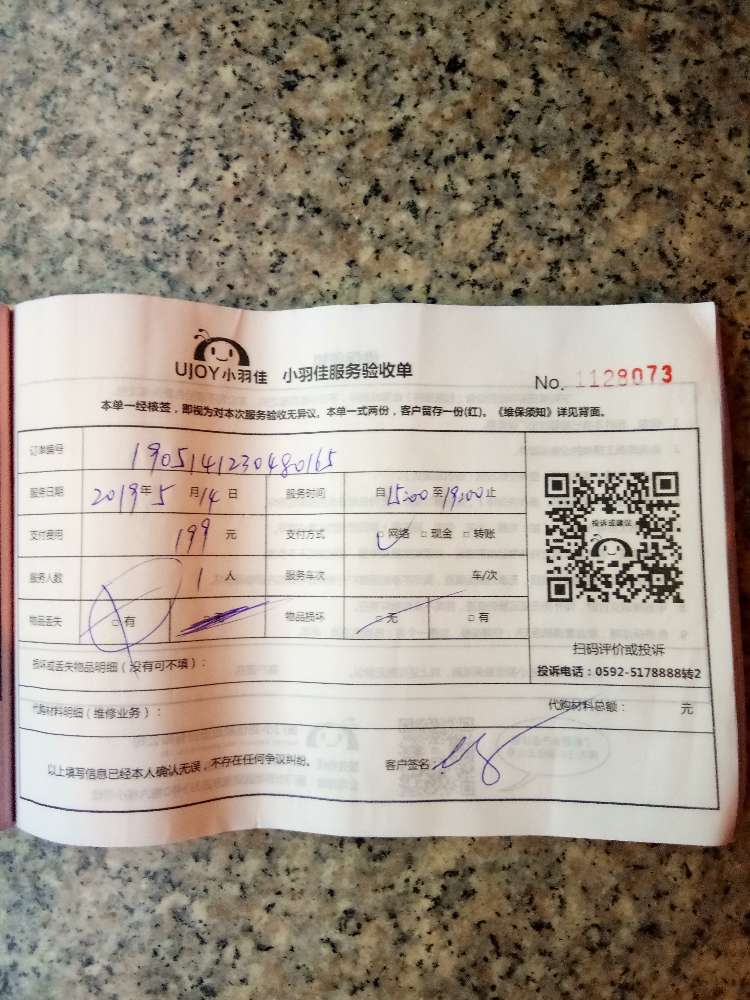 UJOY小羽佳 小羽佳服务验收单
No. 1128073
本单一经核签，即视为对本次服务验收无异议。本单一式两份，客户留存一份(红)。《维保须知》详见背面。
订单编号 1905141230480165
服务日期 2019年5月14日 服务时间 自15:00至19:00止
支付费用 199元 支付方式 □网络 □现金 □转账
服务人数 1人 服务车次 车/次
物品丢失 □有 物品损坏 □无 □有
投诉或建议
扫码评价或投诉
投诉电话：0592-5178888转2
损坏或丢失物品明细（没有可不填）：
代购材料明细（维修业务）： 代购材料总额： 元
以上填写信息已经本人确认无误，不存在任何争议纠纷。 客户签名：